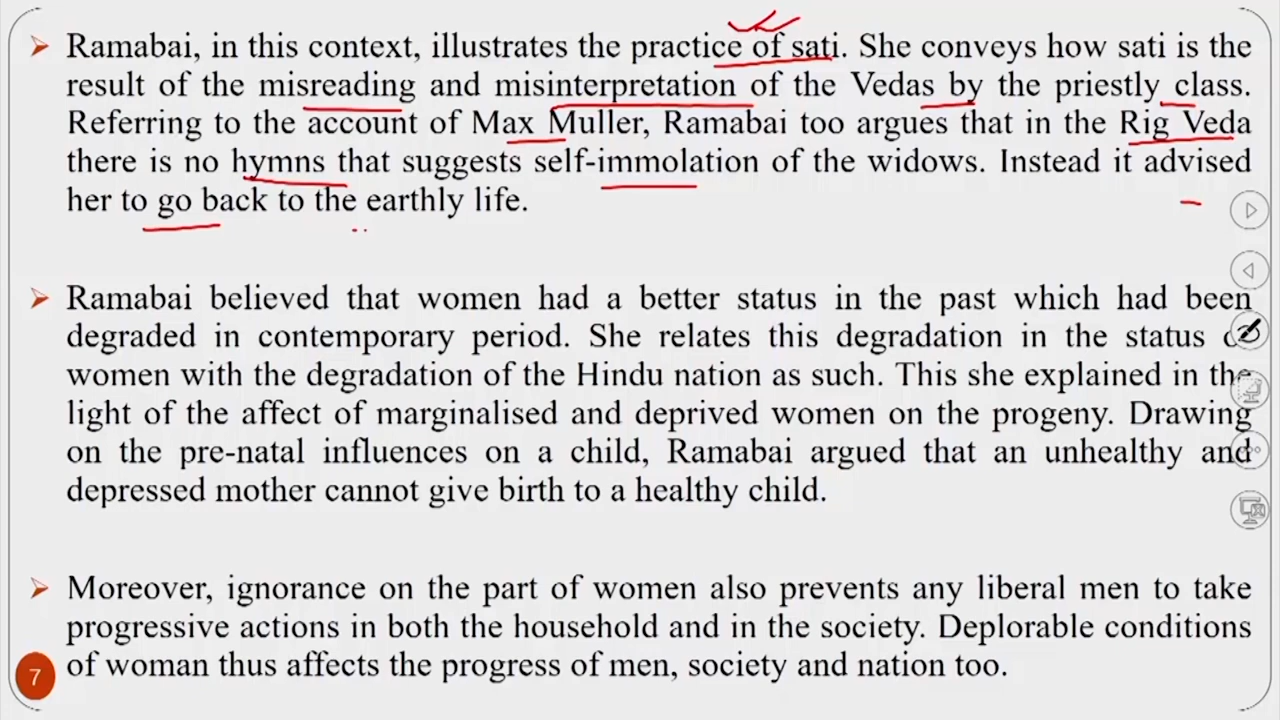 Ramabai, in this context, illustrates the practice of sati. She conveys how sati is the
result of the misreading and misinterpretation of the Vedas by the priestly class.
Referring to the account of Max Muller, Ramabai too argues that in the Rig Veda
there is no hymns that suggests self-immolation of the widows. Instead it advised
her to go back to the earthly life.
Ramabai believed that women had a better status in the past which had been
degraded in contemporary period. She relates this degradation in the status of
women with the degradation of the Hindu nation as such. This she explained in the
light of the affect of marginalised and deprived women on the progeny. Drawing
on the pre-natal influences on a child, Ramabai argued that an unhealthy and
depressed mother cannot give birth to a healthy child.
Moreover, ignorance on the part of women also prevents any liberal men to take
progressive actions in both the household and in the society. Deplorable conditions
of woman thus affects the progress of men, society and nation too.
7